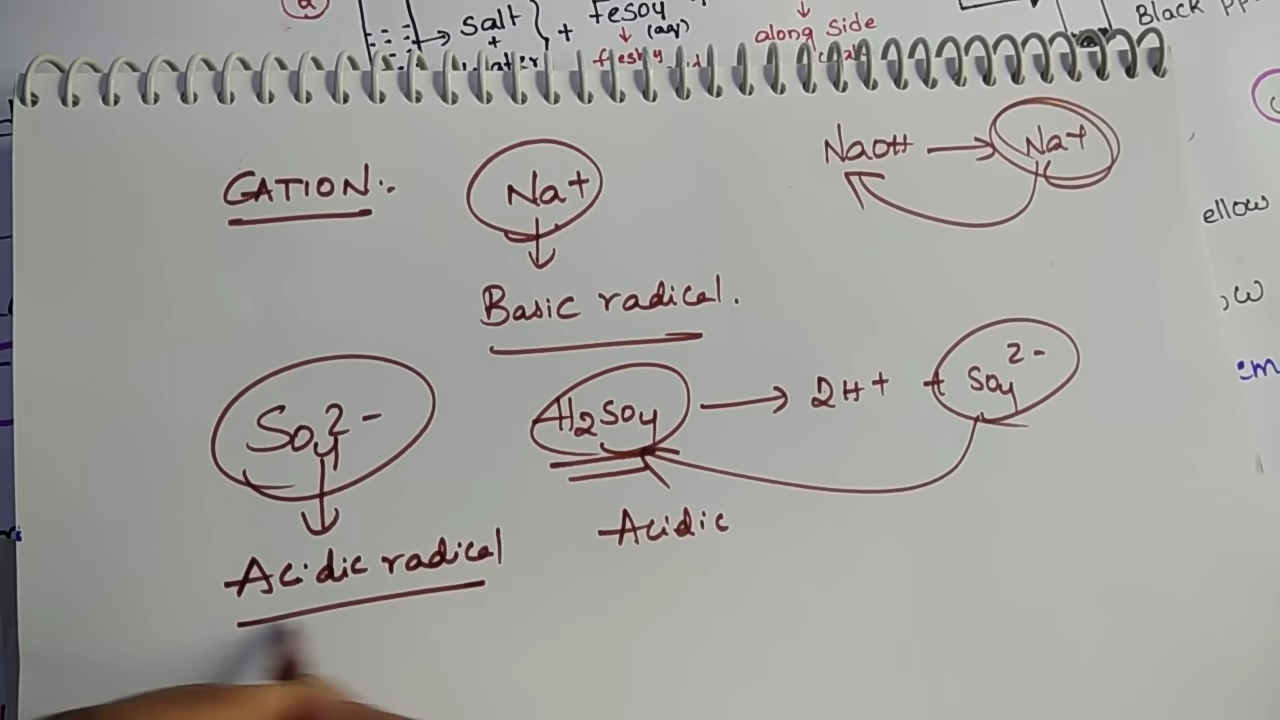 2
Salt + FeSO4
+ (aq)
along side
Black
CATION:-
Na+
NaOH → Na+
Basic radical.
ellow
,w
SO4 2-
H2SO4 → 2H+ + SO4 2-
Acidic
Acidic radical